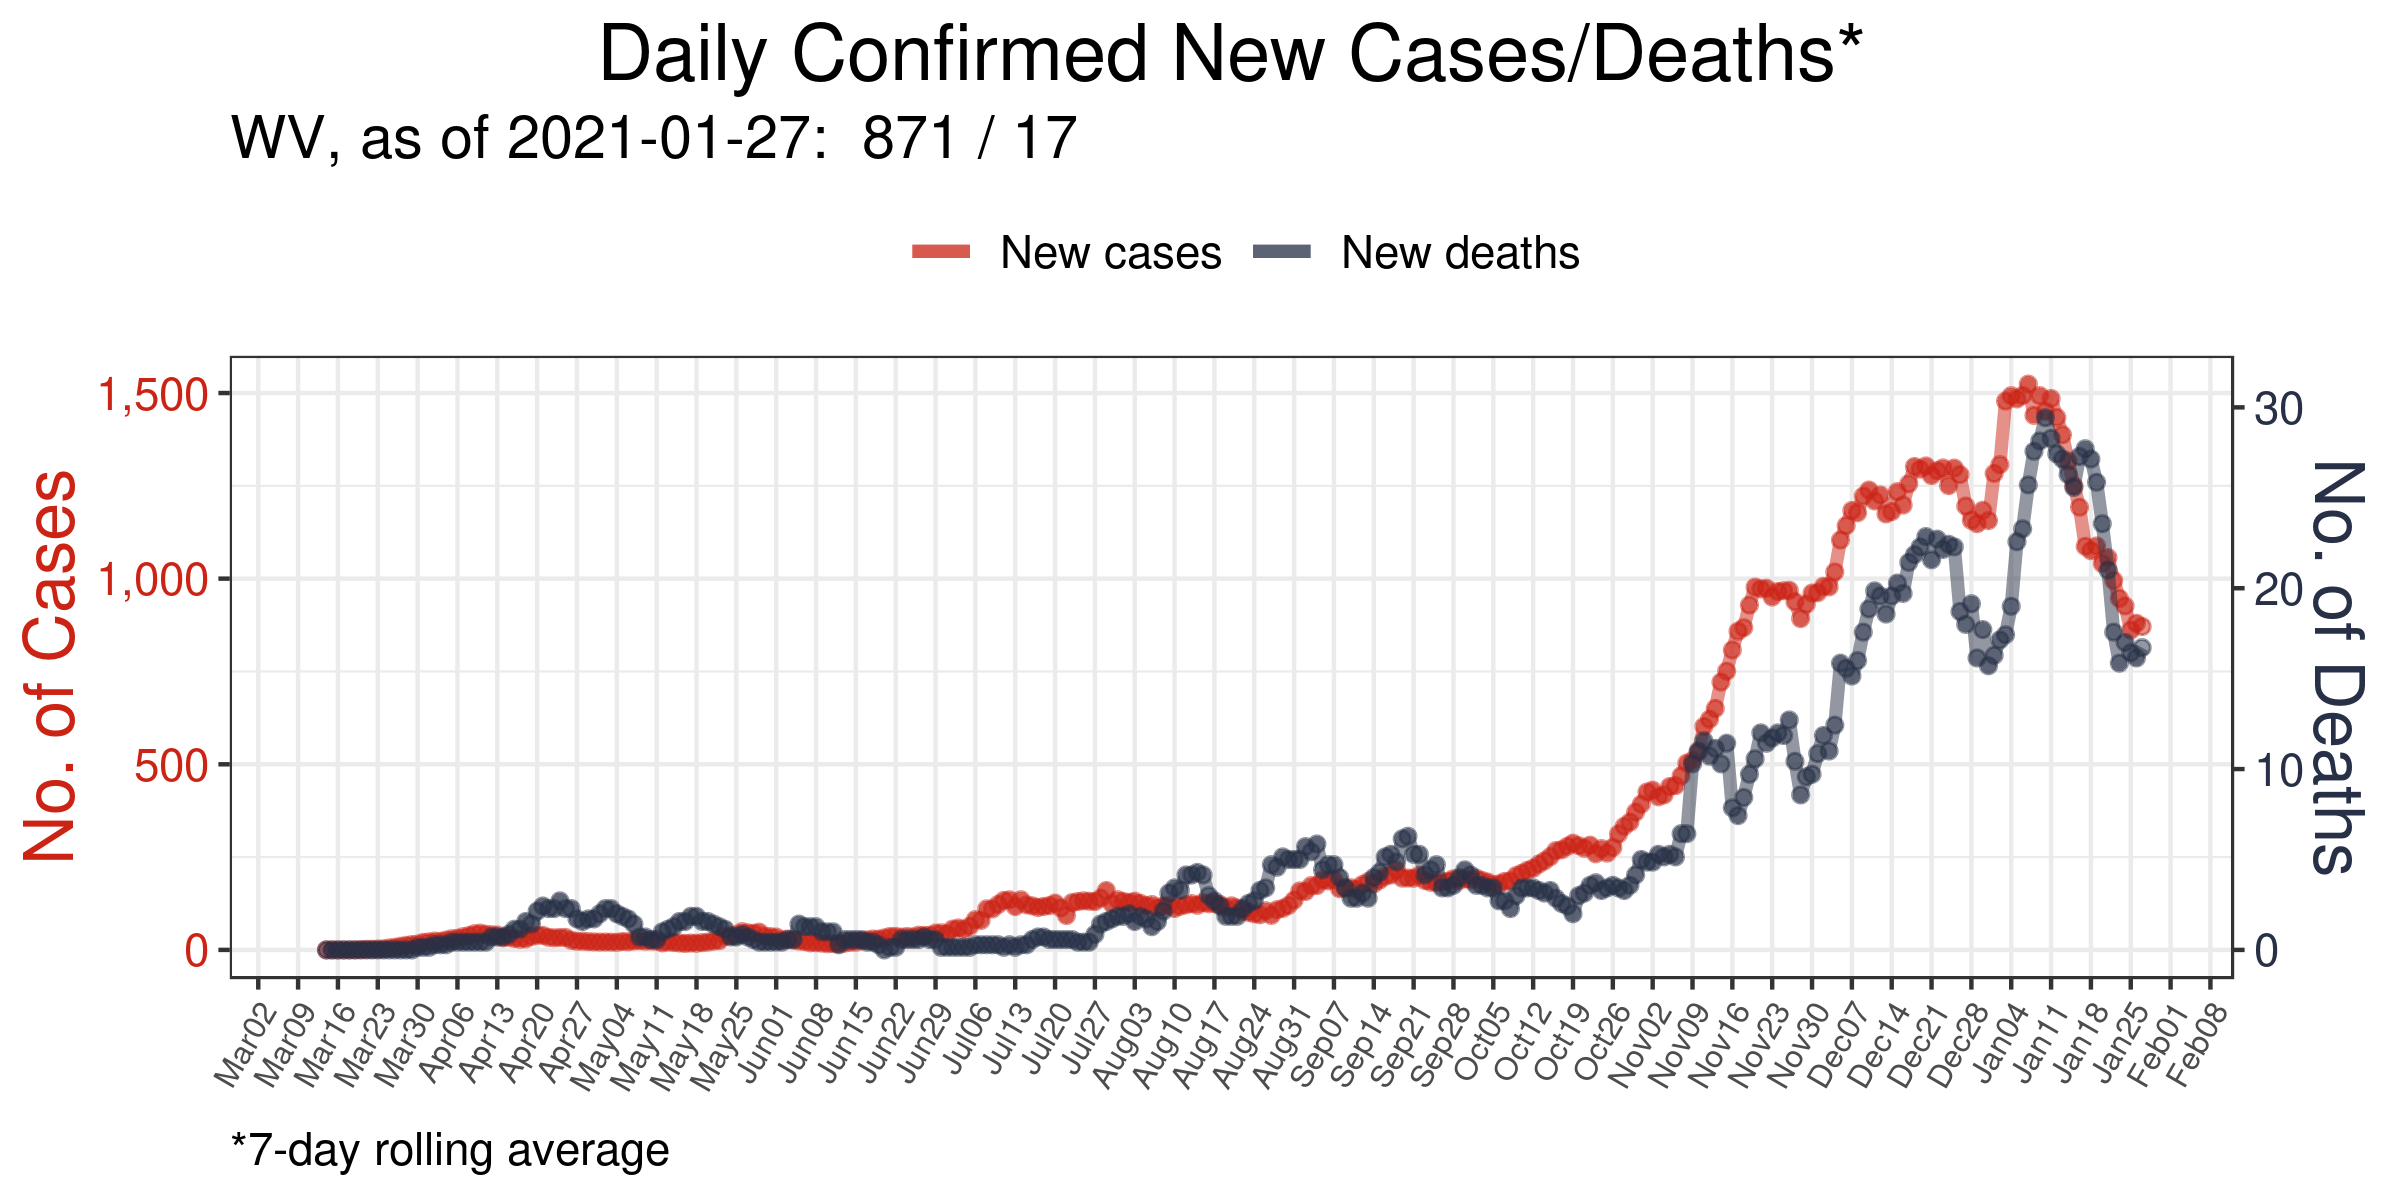 Daily Confirmed New Cases/Deaths*
WV, as of 2021-01-27:  871 / 17
New cases
New deaths
No. of Cases
1,500
1,000
500
0
30
20
10
0
No. of Deaths
Mar02
Mar09
Mar16
Mar23
Mar30
Apr06
Apr13
Apr20
Apr27
May04
May11
May18
May25
Jun01
Jun08
Jun15
Jun22
Jun29
Jul06
Jul13
Jul20
Jul27
Aug03
Aug10
Aug17
Aug24
Aug31
Sep07
Sep14
Sep21
Sep28
Oct05
Oct12
Oct19
Oct26
Nov02
Nov09
Nov16
Nov23
Nov30
Dec07
Dec14
Dec21
Dec28
Jan04
Jan11
Jan18
Jan25
Feb01
Feb08
*7-day rolling average